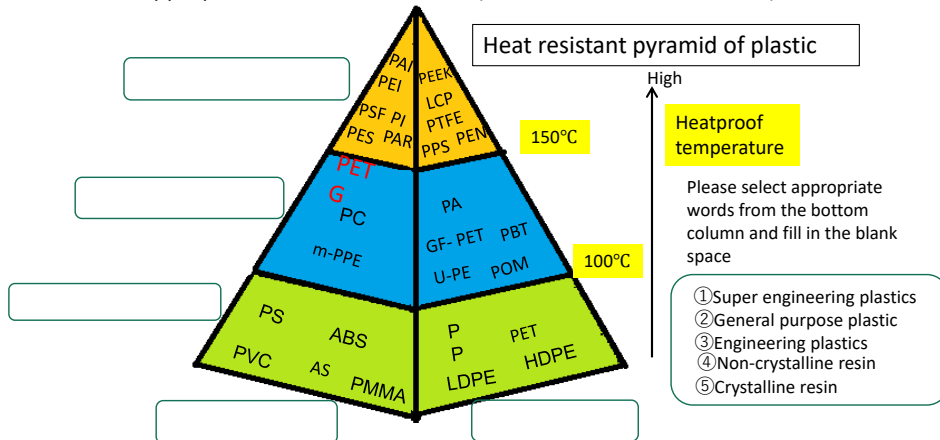 Heat resistant pyramid of plastic
High
PAI
PEI
PSF PI
PES PAR
PEEK
LCP
PTFE
PPS PEN
150℃
Heatproof
temperature
PET
G
PC
m-PPE
PA
GF- PET PBT
U-PE POM
100℃
Please select appropriate
words from the bottom
column and fill in the blank
space
PS
ABS
PVC AS PMMA
P
P
PET
LDPE HDPE
①Super engineering plastics
②General purpose plastic
③Engineering plastics
④Non-crystalline resin
⑤Crystalline resin